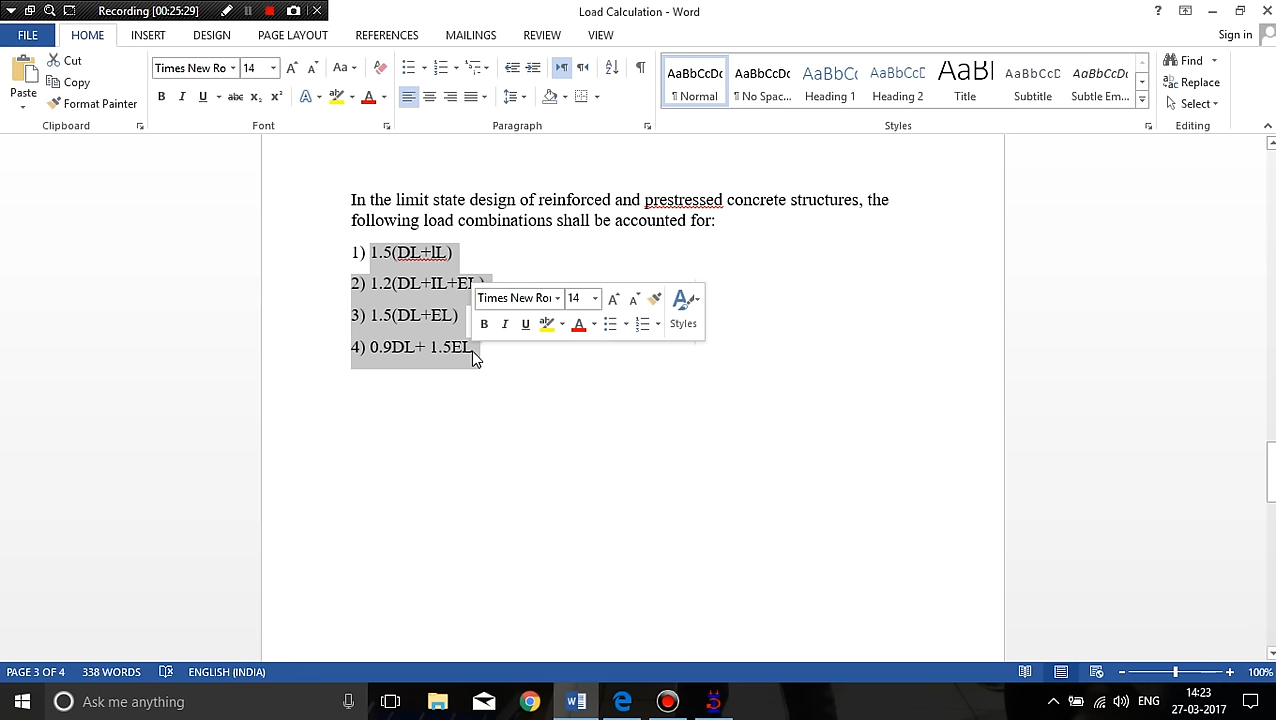 Recording [00:25:29]
Load Calculation - Word
Sign in
FILE HOME INSERT DESIGN PAGE LAYOUT REFERENCES MAILINGS REVIEW VIEW
Paste
Cut
Copy
Format Painter
Clipboard
Times New Ro 14
Font
Paragraph
AaBbCcDc AaBbCcDc AaBbCc AaBbCcD AaBl AaBbCcD AaBbCcDc
¶ Normal ¶ No Spac... Heading 1 Heading 2 Title Subtitle Subtle Em...
Styles
Find
Replace
Select
Editing
In the limit state design of reinforced and prestressed concrete structures, the
following load combinations shall be accounted for:
1) 1.5(DL+lL)
2) 1.2(DL+IL+EL)
3) 1.5(DL+EL)
4) 0.9DL+ 1.5EL
Times New Ror 14
Styles
PAGE 3 OF 4 338 WORDS ENGLISH (INDIA) 100%
Ask me anything
ENG
14:23
27-03-2017